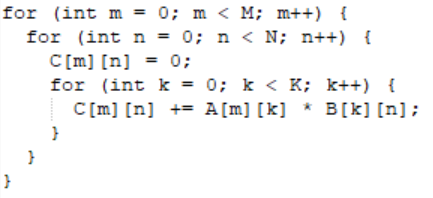 for (int m = 0; m < M; m++) {
  for (int n = 0; n < N; n++) {
    C[m][n] = 0;
    for (int k = 0; k < K; k++) {
      C[m][n] += A[m][k] * B[k][n];
    }
  }
}